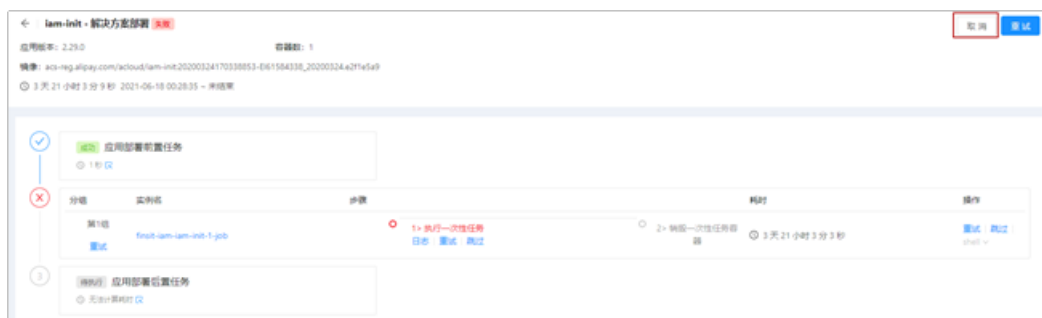 ← iam-init - 解决方案部署 失败
取消 重试
应用版本: 2.29.0 容器数: 1
镜像: acs-reg.alipay.com/acloud/iam-init:20200324170338653-EI61584338_20200324.e2f1e5a9
3 天 21 小时 3 分 9 秒 2021-06-18 00:28:35 ~ 未结束
成功 应用部署前置任务
1 秒
分组 实例名 步骤 耗时 操作
第1组 finsit-iam-iam-init-1-job 1> 执行一次性任务 2> 销毁一次性任务容器 3 天 21 小时 3 分 3 秒 重试 跳过
重试 日志 重试 跳过 shell
3 待执行 应用部署后置任务
无法计算耗时